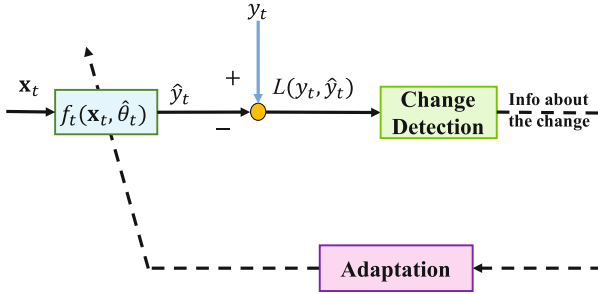 y_t
x_t
f_t(x_t, θ̂_t)
ŷ_t
+
−
L(y_t, ŷ_t)
Change
Detection
Info about
the change
Adaptation